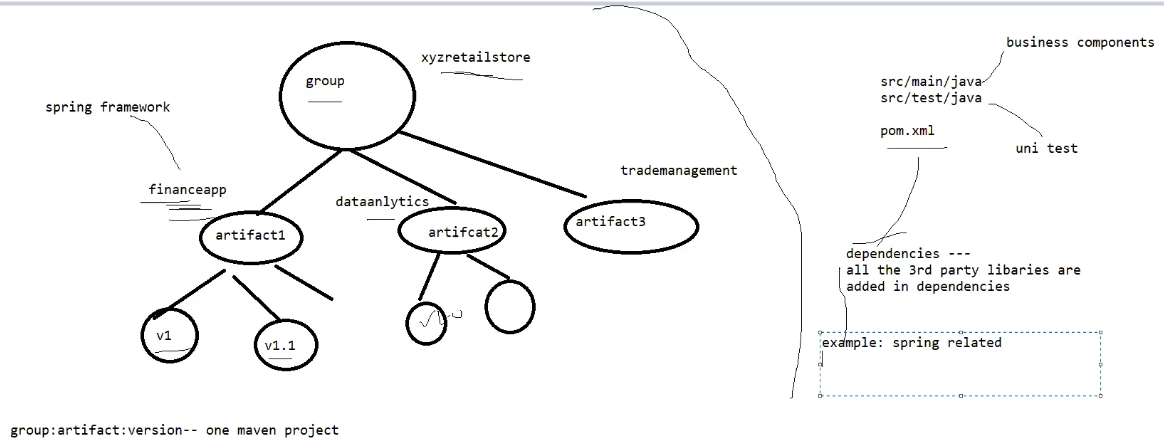 group
xyzretailstore
spring framework
financeapp
dataanlytics
trademanagement
artifact1
artifcat2
artifact3
v1
v1.1
group:artifact:version-- one maven project
business components
src/main/java
src/test/java
pom.xml
uni test
dependencies ---
all the 3rd party libaries are
added in dependencies
example: spring related